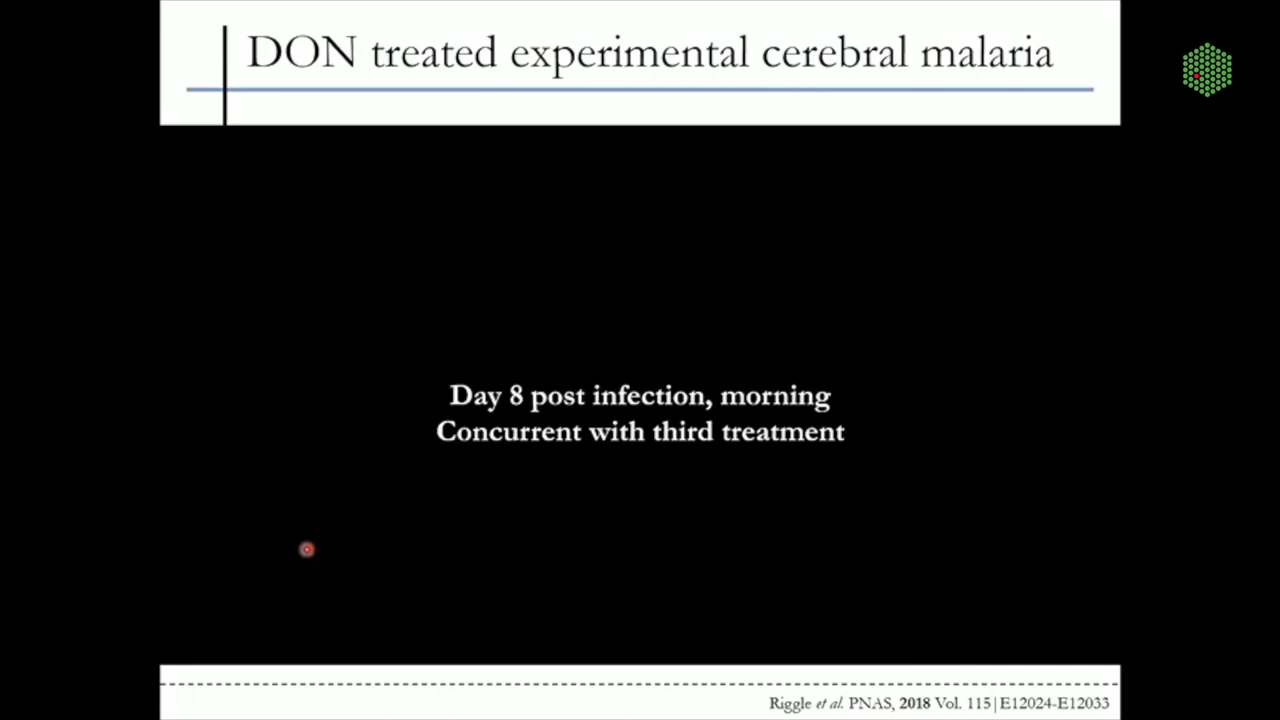 DON treated experimental cerebral malaria
Day 8 post infection, morning
Concurrent with third treatment
Riggle et al. PNAS, 2018 Vol. 115|E12024-E12033